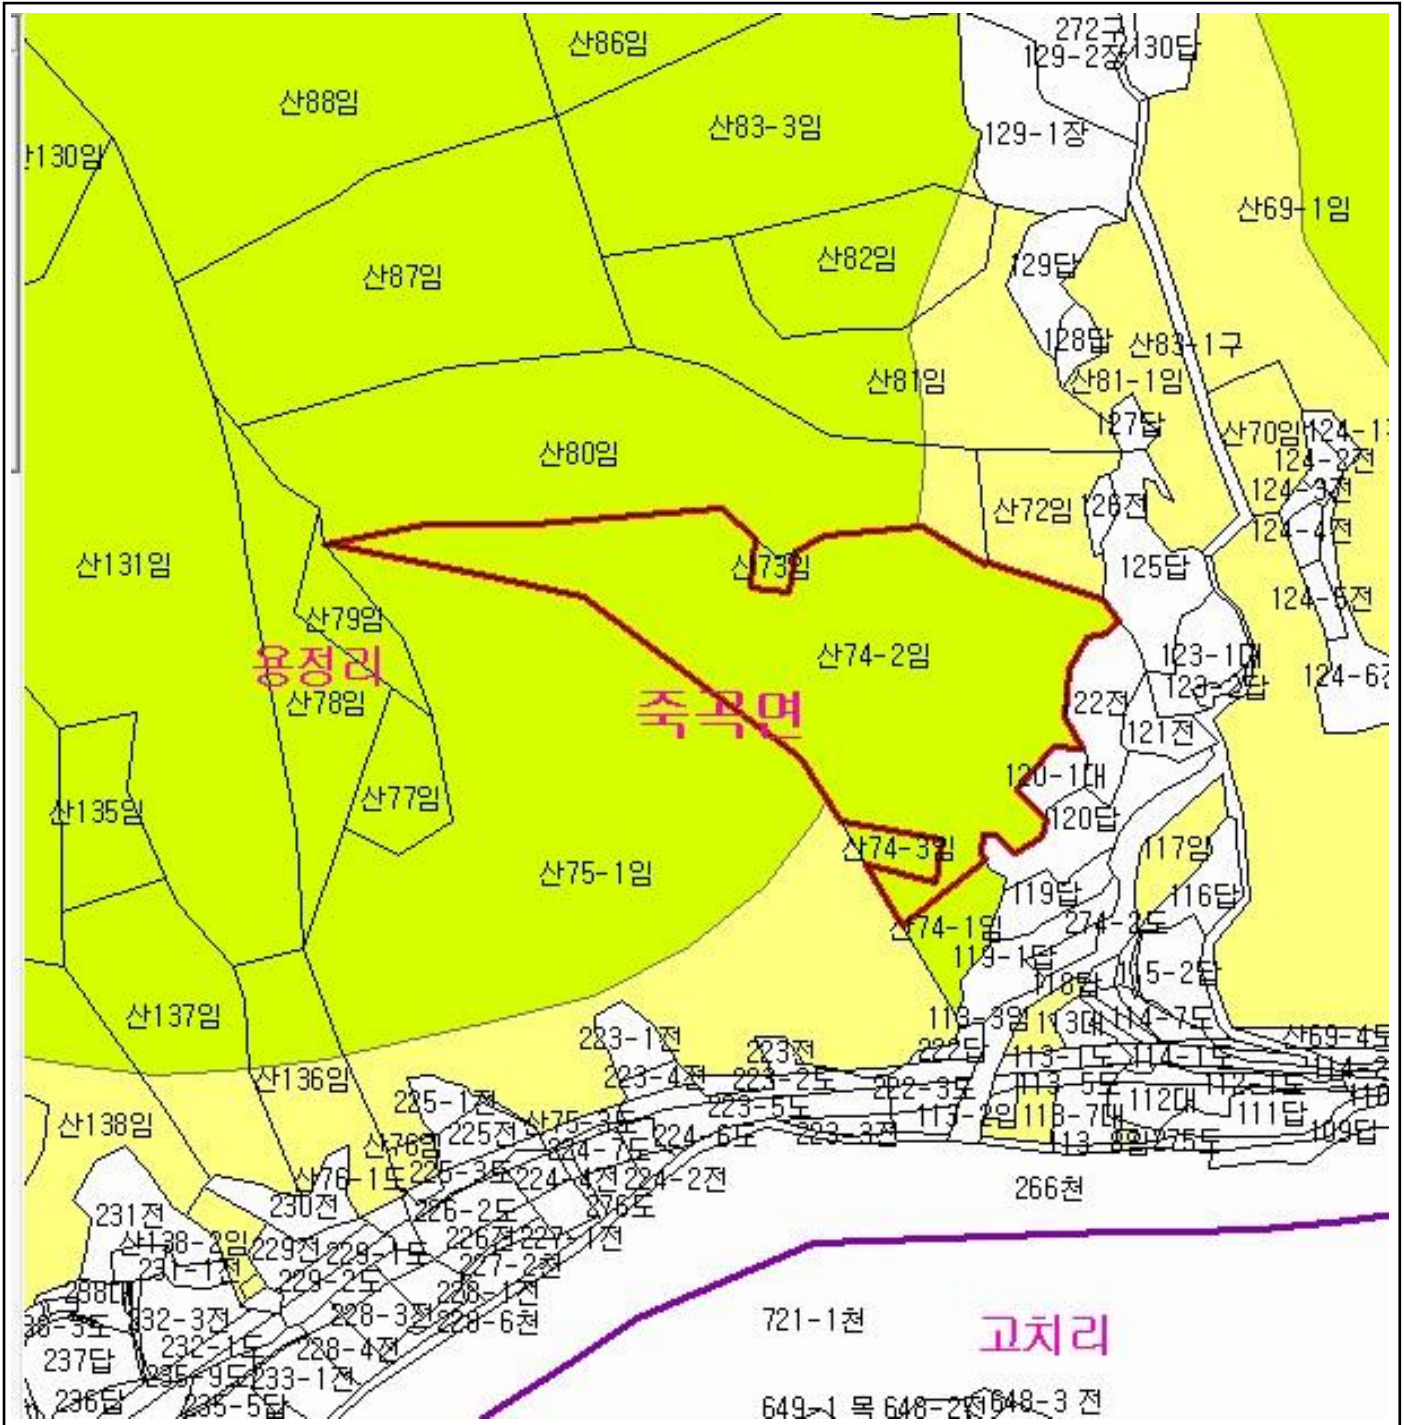 272구
산86임
129-2장
130답
산88임
산83-3임
129-1장
산130임
산69-1임
산82임
129답
산87임
128답
산83-1구
산81임
산81-1임
127답
산70임
124-1
산80임
124-2전
124-3전
산72임
126전
124-4전
산131임
산73임
125답
124-5전
산79임
산74-2임
123-1대
용정리
124-6전
123-2답
산78임
죽곡면
22전
121전
120-1대
산77임
산135임
120답
산74-3임
117임
산75-1임
119답
116답
산74-1임
274-2도
119-1답
118답
115-2답
산137임
113-3임
113대
114-7도
223-1전
산69-4도
223전
222답
113-1도
114-1도
산136임
223-4전
223-2도
222-3도
113-5도
112-1도
225-1전
223-5도
112대
산138임
산75-3도
113-2임
113-7대
111답
산76임
225전
224-7도
224-6도
223-3전
275도
109답
산76-1도
225-3도
224-4전
224-2전
266천
231전
230전
226-2도
276도
산138-2임
229전
229-1도
226전
227-1전
231-1전
229-2도
227-2전
228-1전
232-3전
228-3전
228-6천
721-1천
고치리
232-1도
228-4전
237답
235-9도
233-1전
236답
235-5답
649-1 목
648-2전
648-3 전